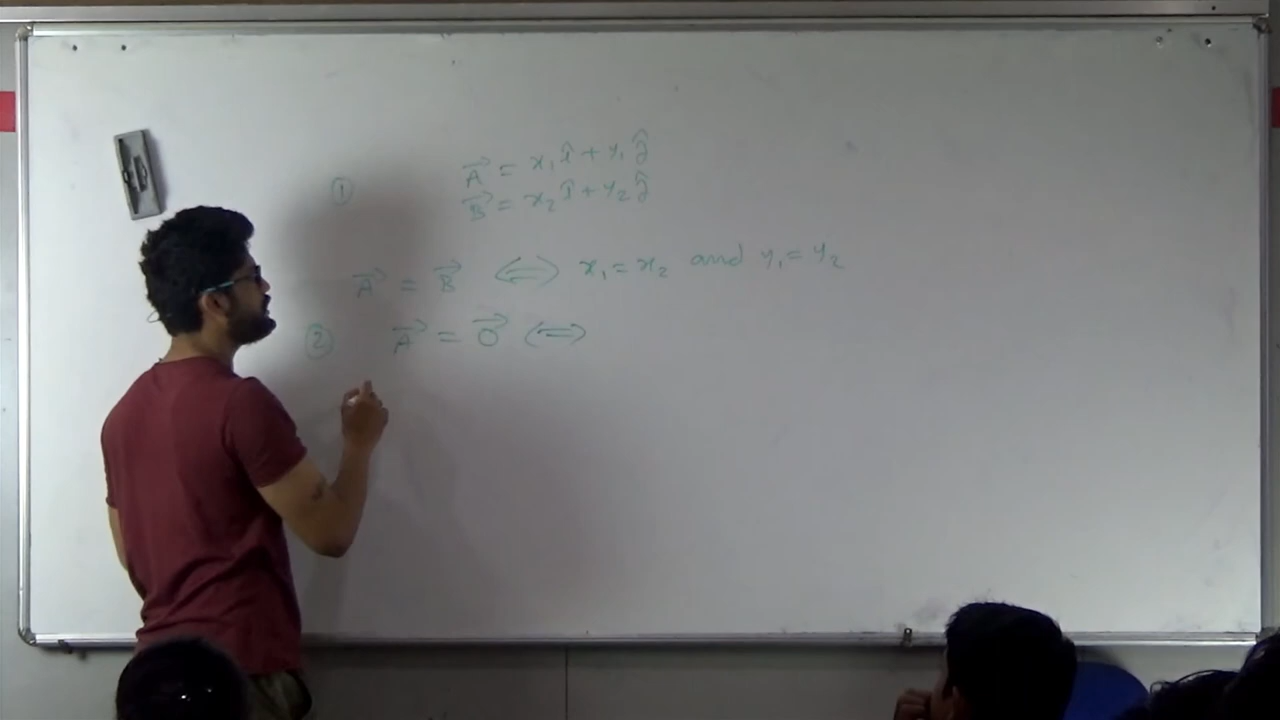 ① A⃗ = x₁î + y₁ĵ
B⃗ = x₂î + y₂ĵ
A⃗ = B⃗ ⟺ x₁ = x₂ and y₁ = y₂
② A⃗ = 0⃗ ⟺